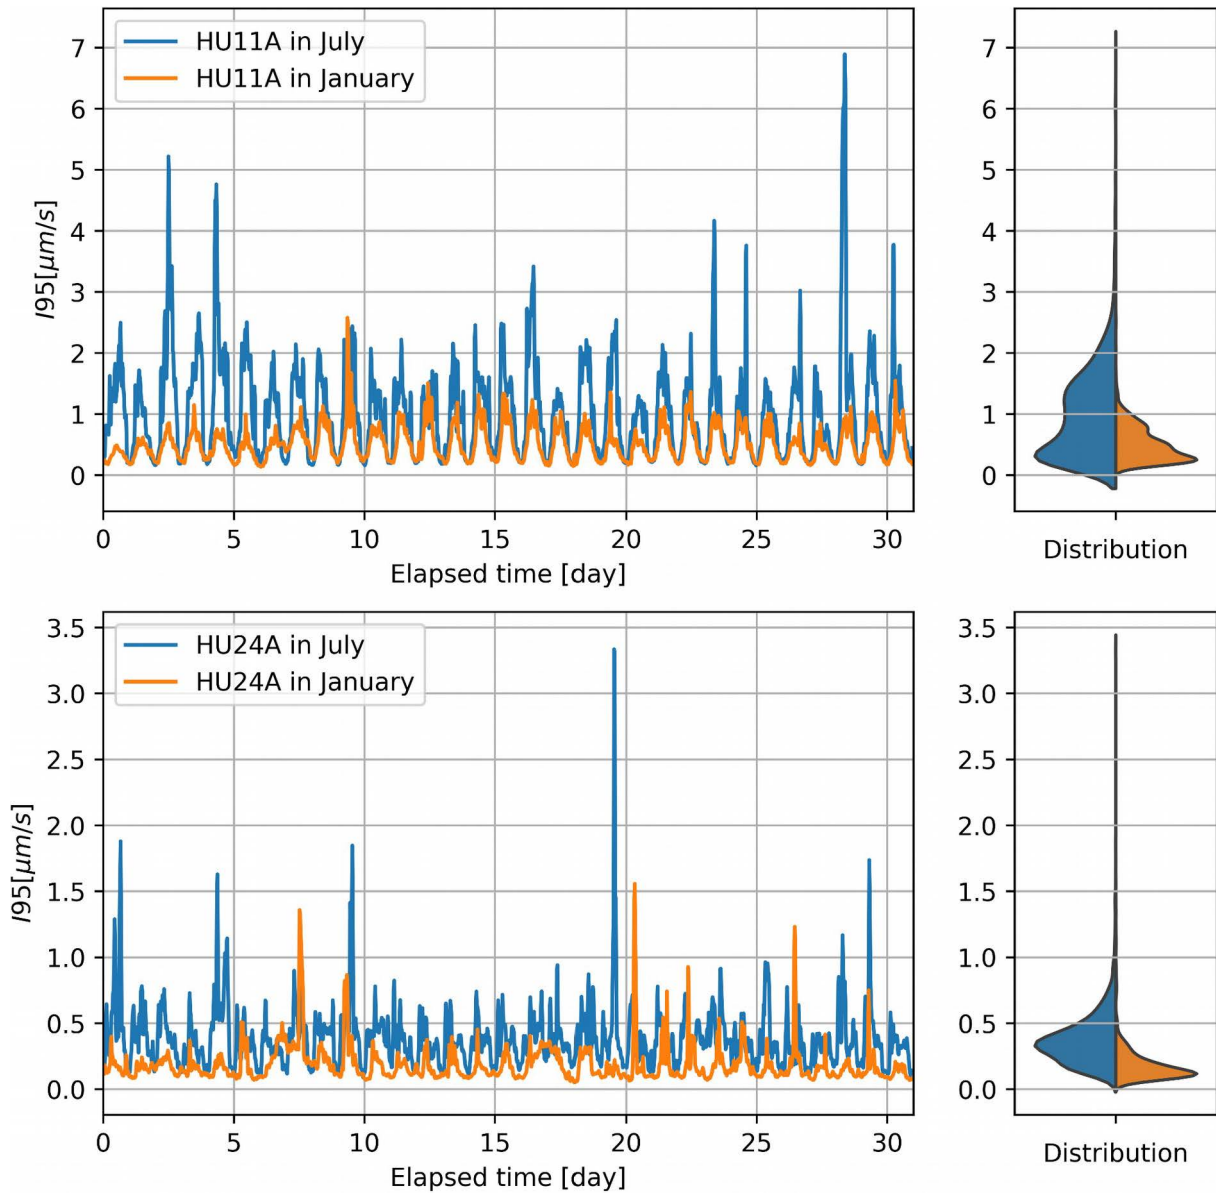 HU11A in July
HU11A in January
I95[μm/s]
7
6
5
4
3
2
1
0
0 5 10 15 20 25 30
Elapsed time [day]
7
6
5
4
3
2
1
0
Distribution
HU24A in July
HU24A in January
I95[μm/s]
3.5
3.0
2.5
2.0
1.5
1.0
0.5
0.0
0 5 10 15 20 25 30
Elapsed time [day]
3.5
3.0
2.5
2.0
1.5
1.0
0.5
0.0
Distribution